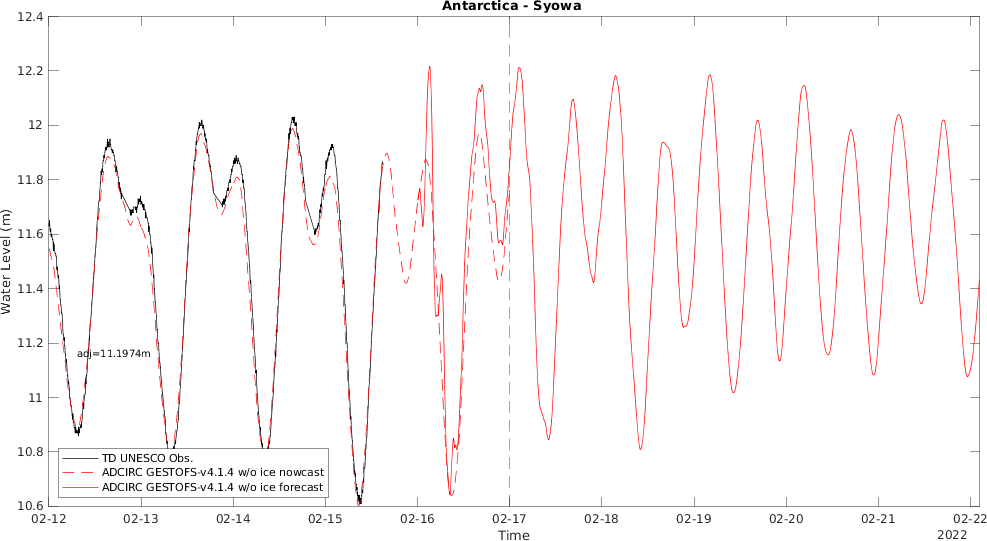 Antarctica - Syowa
12.4
12.2
12
11.8
11.6
11.4
11.2
11
10.8
10.6
Water Level (m)
adj=11.1974m
TD UNESCO Obs.
ADCIRC GESTOFS-v4.1.4 w/o ice nowcast
ADCIRC GESTOFS-v4.1.4 w/o ice forecast
02-12 02-13 02-14 02-15 02-16 02-17 02-18 02-19 02-20 02-21 02-22
Time
2022